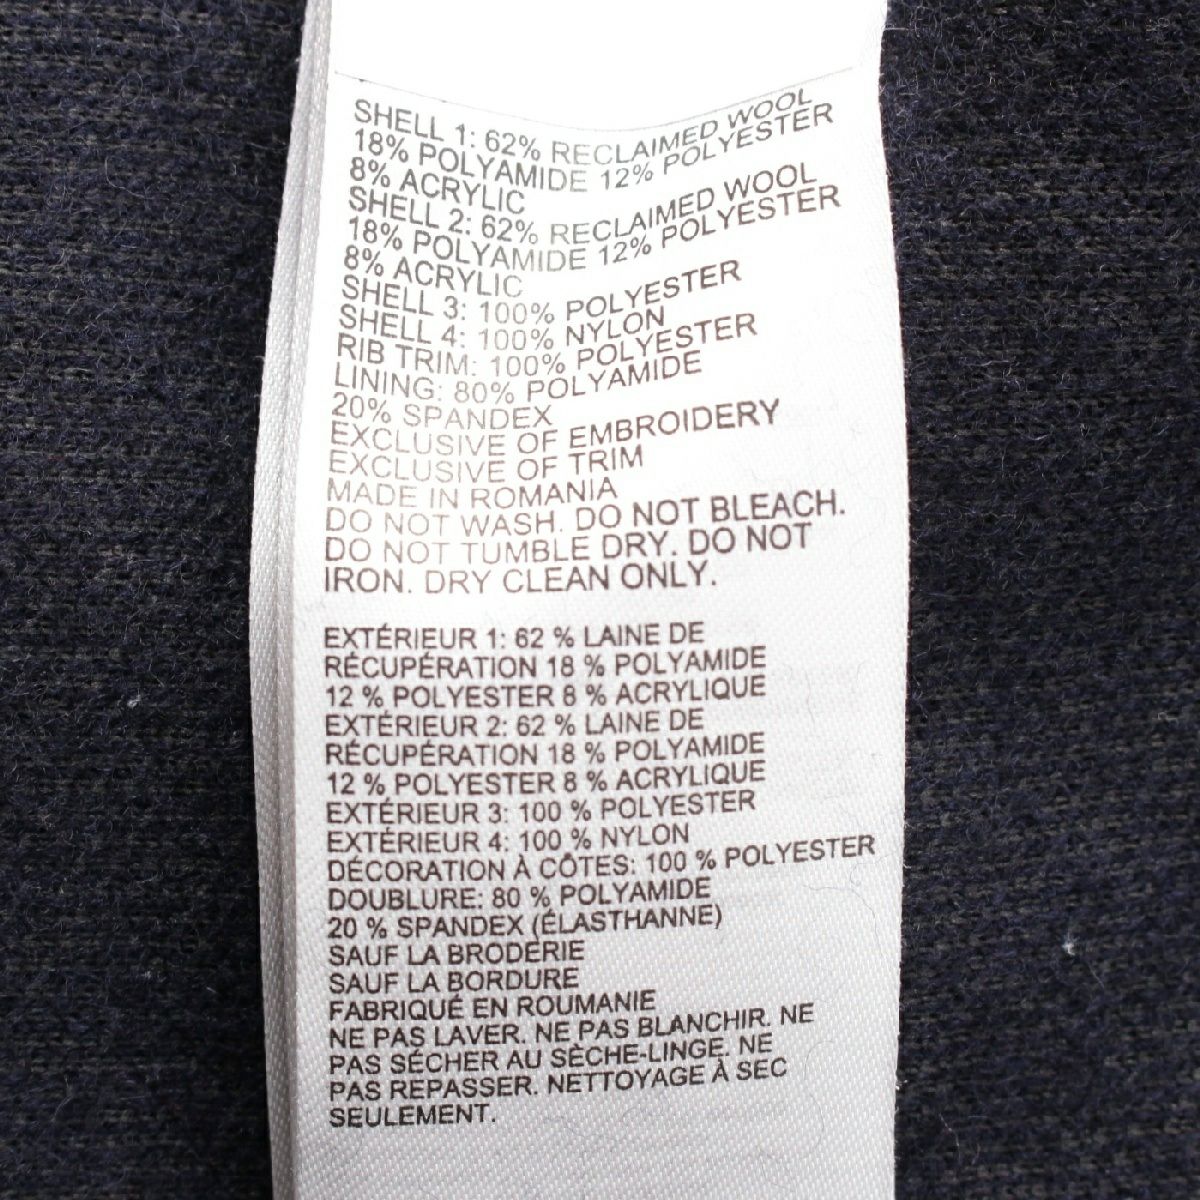 SHELL 1: 62% RECLAIMED WOOL
18% POLYAMIDE 12% POLYESTER
8% ACRYLIC
SHELL 2: 62% RECLAIMED WOOL
18% POLYAMIDE 12% POLYESTER
8% ACRYLIC
SHELL 3: 100% POLYESTER
SHELL 4: 100% NYLON
RIB TRIM: 100% POLYESTER
LINING: 80% POLYAMIDE
20% SPANDEX
EXCLUSIVE OF EMBROIDERY
EXCLUSIVE OF TRIM
MADE IN ROMANIA
DO NOT WASH. DO NOT BLEACH.
DO NOT TUMBLE DRY. DO NOT
IRON. DRY CLEAN ONLY.
EXTÉRIEUR 1: 62 % LAINE DE
RÉCUPÉRATION 18 % POLYAMIDE
12 % POLYESTER 8 % ACRYLIQUE
EXTÉRIEUR 2: 62 % LAINE DE
RÉCUPÉRATION 18 % POLYAMIDE
12 % POLYESTER 8 % ACRYLIQUE
EXTÉRIEUR 3: 100 % POLYESTER
EXTÉRIEUR 4: 100 % NYLON
DÉCORATION À CÔTES: 100 % POLYESTER
DOUBLURE: 80 % POLYAMIDE
20 % SPANDEX (ÉLASTHANNE)
SAUF LA BRODERIE
SAUF LA BORDURE
FABRIQUÉ EN ROUMANIE
NE PAS LAVER. NE PAS BLANCHIR. NE
PAS SÉCHER AU SÈCHE-LINGE. NE
PAS REPASSER. NETTOYAGE À SEC
SEULEMENT.